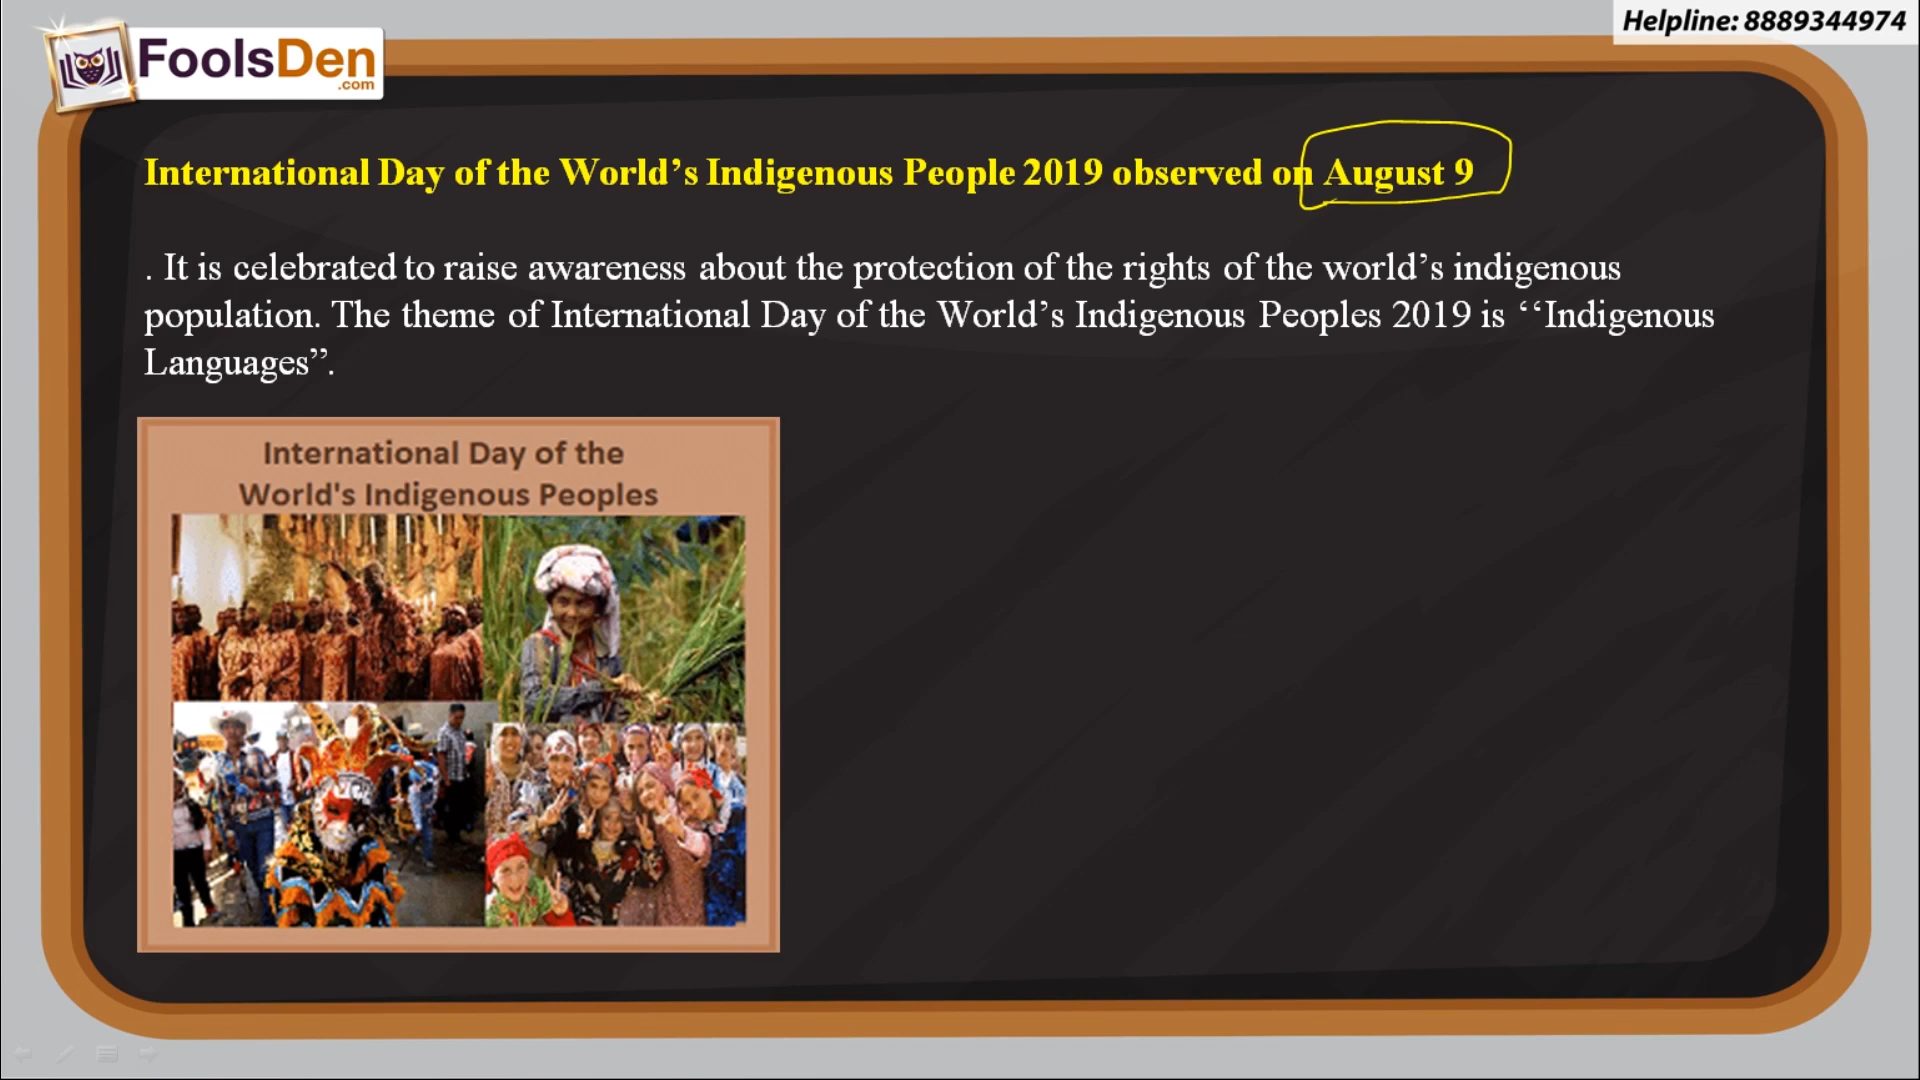 Helpline: 8889344974
FoolsDen
.com
International Day of the World’s Indigenous People 2019 observed on August 9
. It is celebrated to raise awareness about the protection of the rights of the world’s indigenous
population. The theme of International Day of the World’s Indigenous Peoples 2019 is ‘‘Indigenous
Languages”.
International Day of the
World's Indigenous Peoples